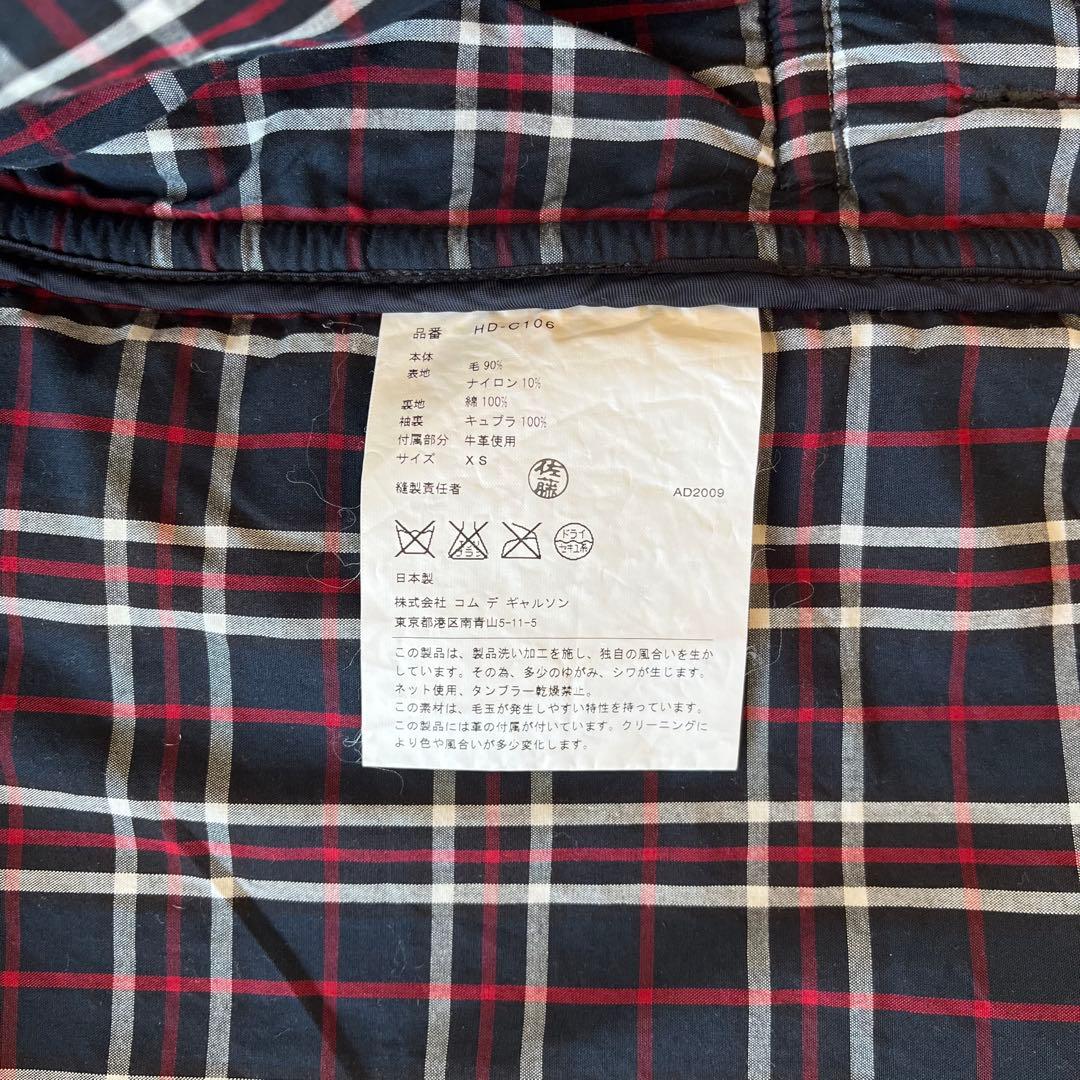 品番 HD-C106
本体
表地 毛 90%
ナイロン 10%
裏地 綿 100%
袖裏 キュプラ 100%
付属部分 牛革使用
サイズ XS
縫製責任者 佐藤 AD2009
エンソ
サラシ
ドライ
セキユ系
日本製
株式会社 コム デ ギャルソン
東京都港区南青山5-11-5
この製品は、製品洗い加工を施し、独自の風合いを生か
しています。その為、多少のゆがみ、シワが生じます。
ネット使用、タンブラー乾燥禁止。
この素材は、毛玉が発生しやすい特性を持っています。
この製品には革の付属が付いています。クリーニングに
より色や風合いが多少変化します。